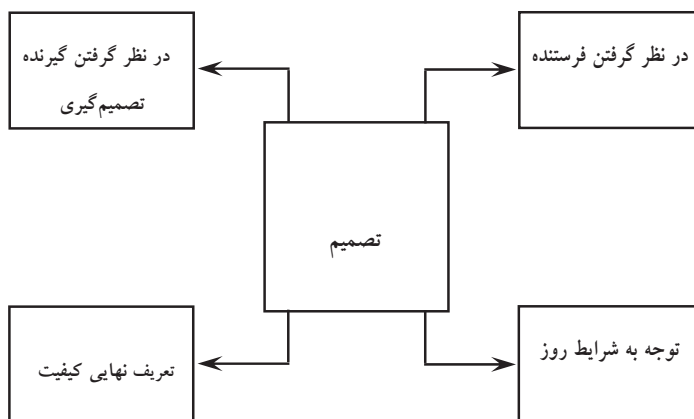 در نظر گرفتن فرستنده
در نظر گرفتن گیرنده
تصمیم‌گیری
تصمیم
توجه به شرایط روز
تعریف نهایی کیفیت